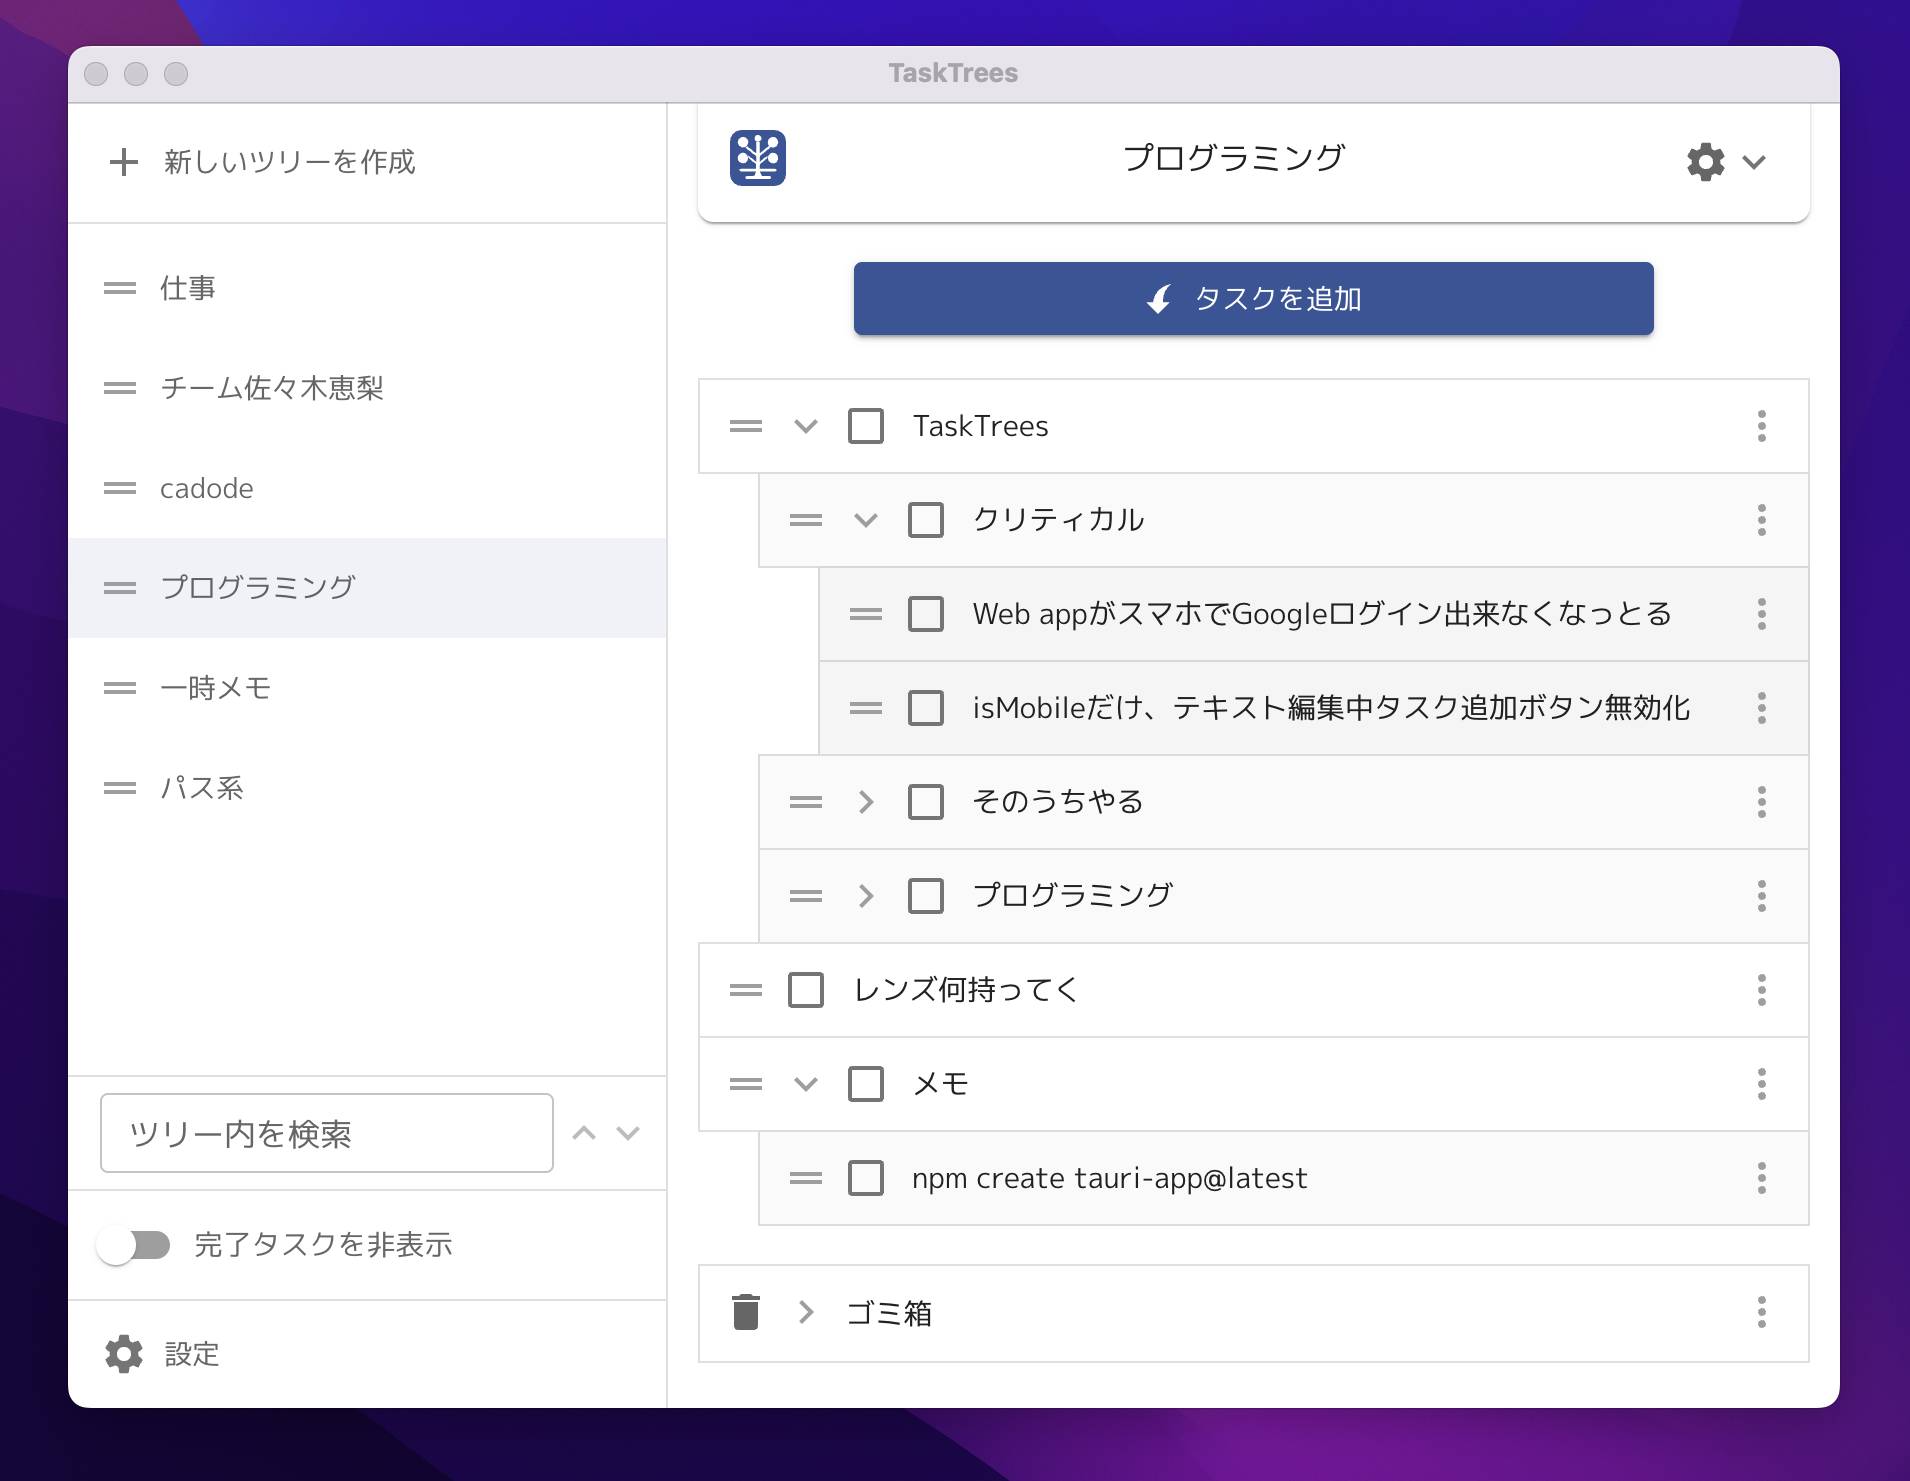 TaskTrees
新しいツリーを作成
仕事
チーム佐々木恵梨
cadode
プログラミング
一時メモ
パス系
ツリー内を検索
完了タスクを非表示
設定
プログラミング
タスクを追加
TaskTrees
クリティカル
Web appがスマホでGoogleログイン出来なくなっとる
isMobileだけ、テキスト編集中タスク追加ボタン無効化
そのうちやる
プログラミング
レンズ何持ってく
メモ
npm create tauri-app@latest
ゴミ箱